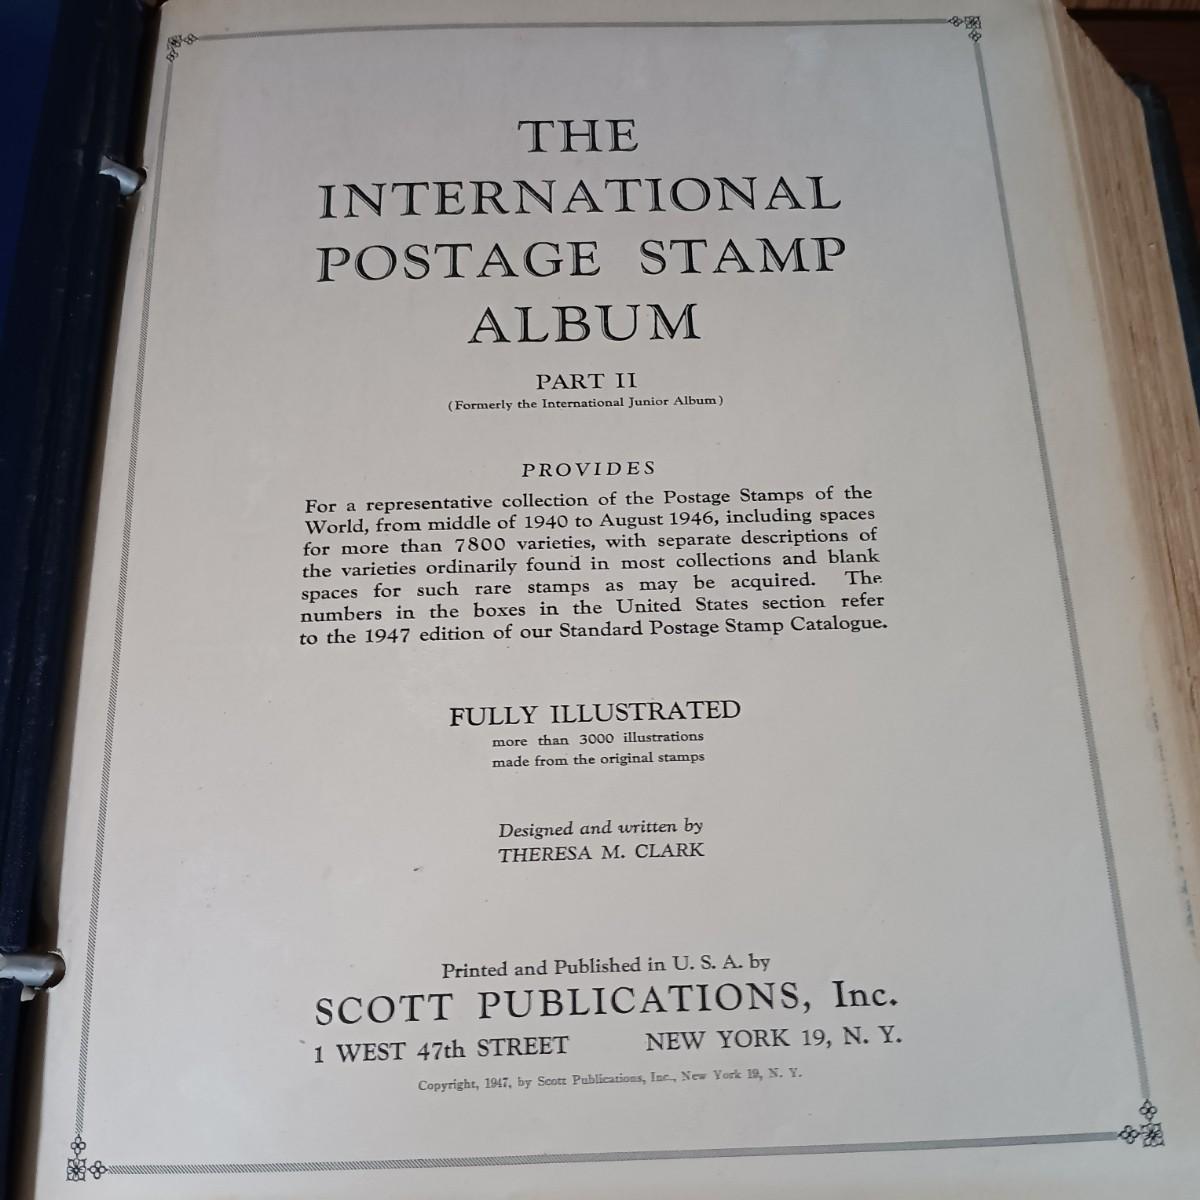 THE
INTERNATIONAL
POSTAGE STAMP
ALBUM
PART II
(Formerly the International Junior Album)
PROVIDES
For a representative collection of the Postage Stamps of the
World, from middle of 1940 to August 1946, including spaces
for more than 7800 varieties, with separate descriptions of
the varieties ordinarily found in most collections and blank
spaces for such rare stamps as may be acquired. The
numbers in the boxes in the United States section refer
to the 1947 edition of our Standard Postage Stamp Catalogue.
FULLY ILLUSTRATED
more than 3000 illustrations
made from the original stamps
Designed and written by
THERESA M. CLARK
Printed and Published in U. S. A. by
SCOTT PUBLICATIONS, Inc.
1 WEST 47th STREET NEW YORK 19, N. Y.
Copyright, 1947, by Scott Publications, Inc., New York 19, N. Y.